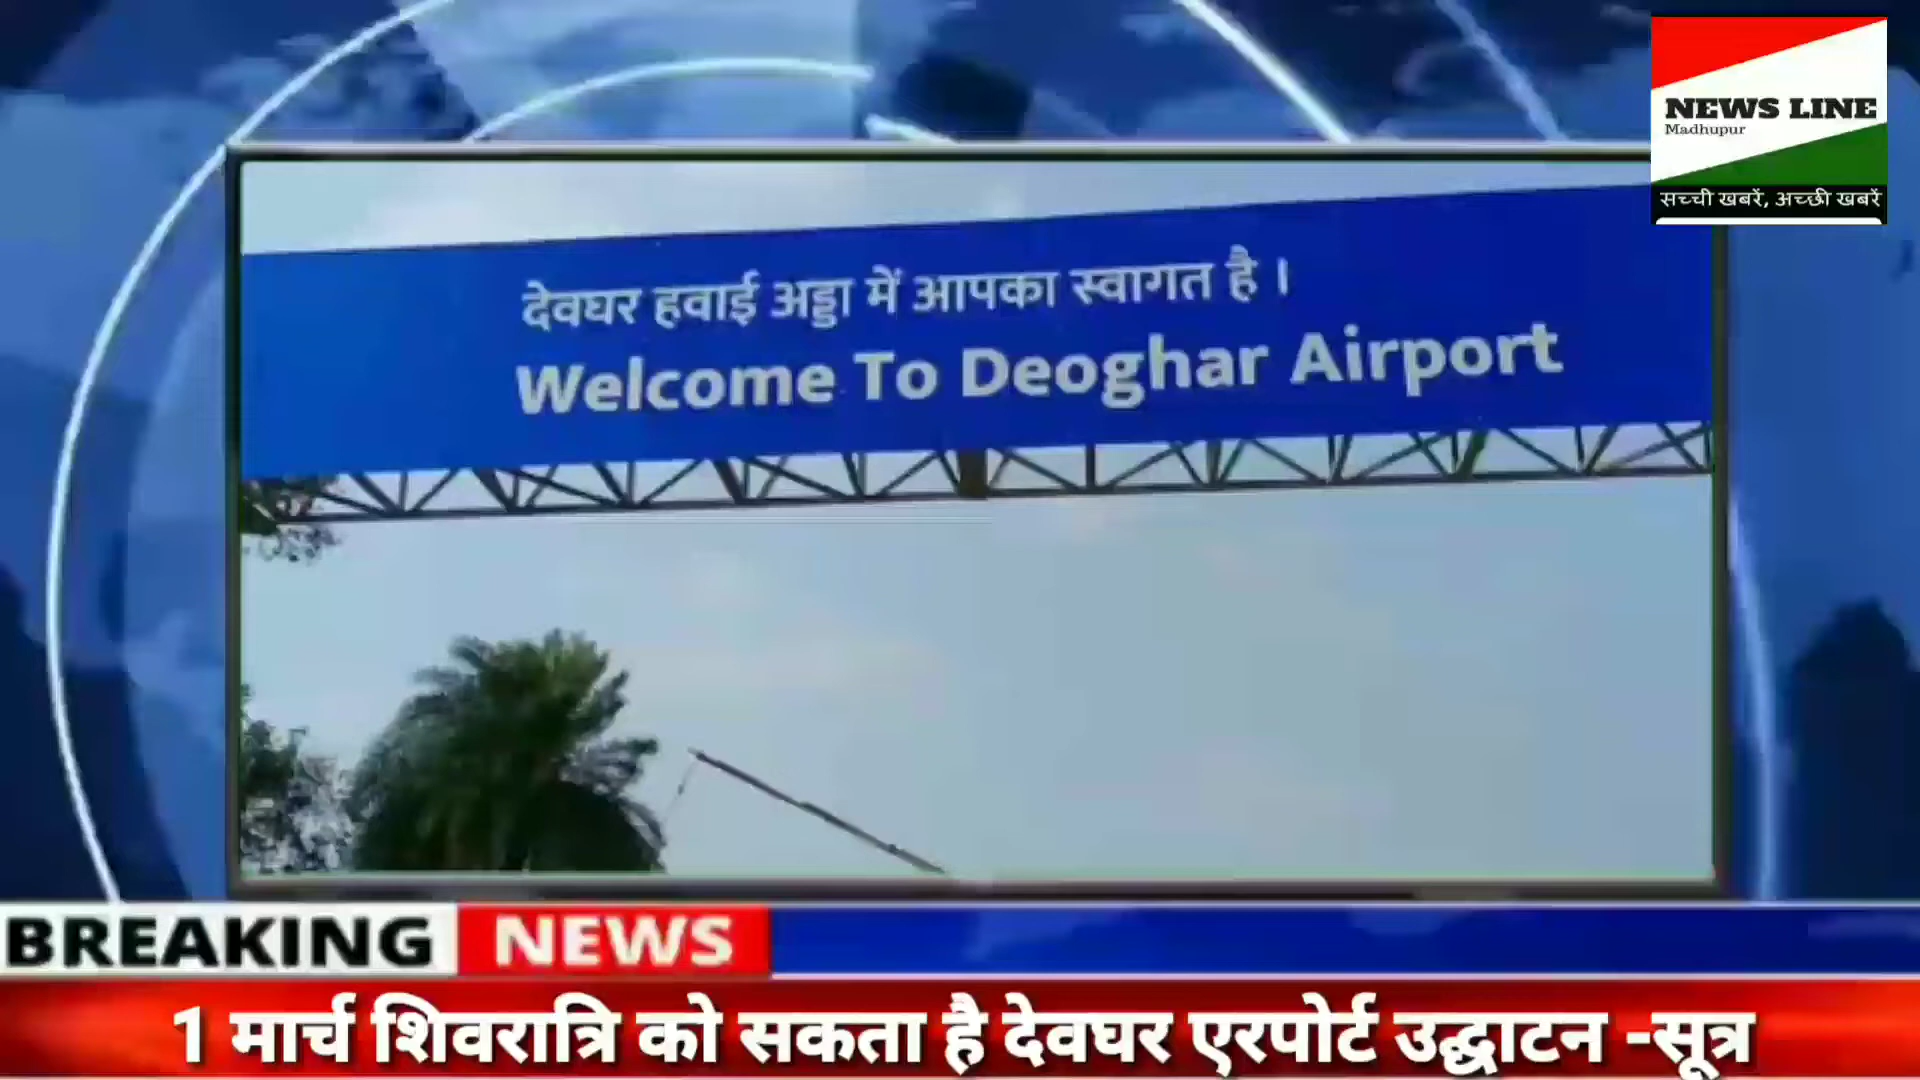 NEWS LINE
Madhupur
सच्ची खबरें, अच्छी खबरें
देवघर हवाई अड्डा में आपका स्वागत है ।
Welcome To Deoghar Airport
BREAKING NEWS
1 मार्च शिवरात्रि को सकता है देवघर एरपोर्ट उद्घाटन -सूत्र